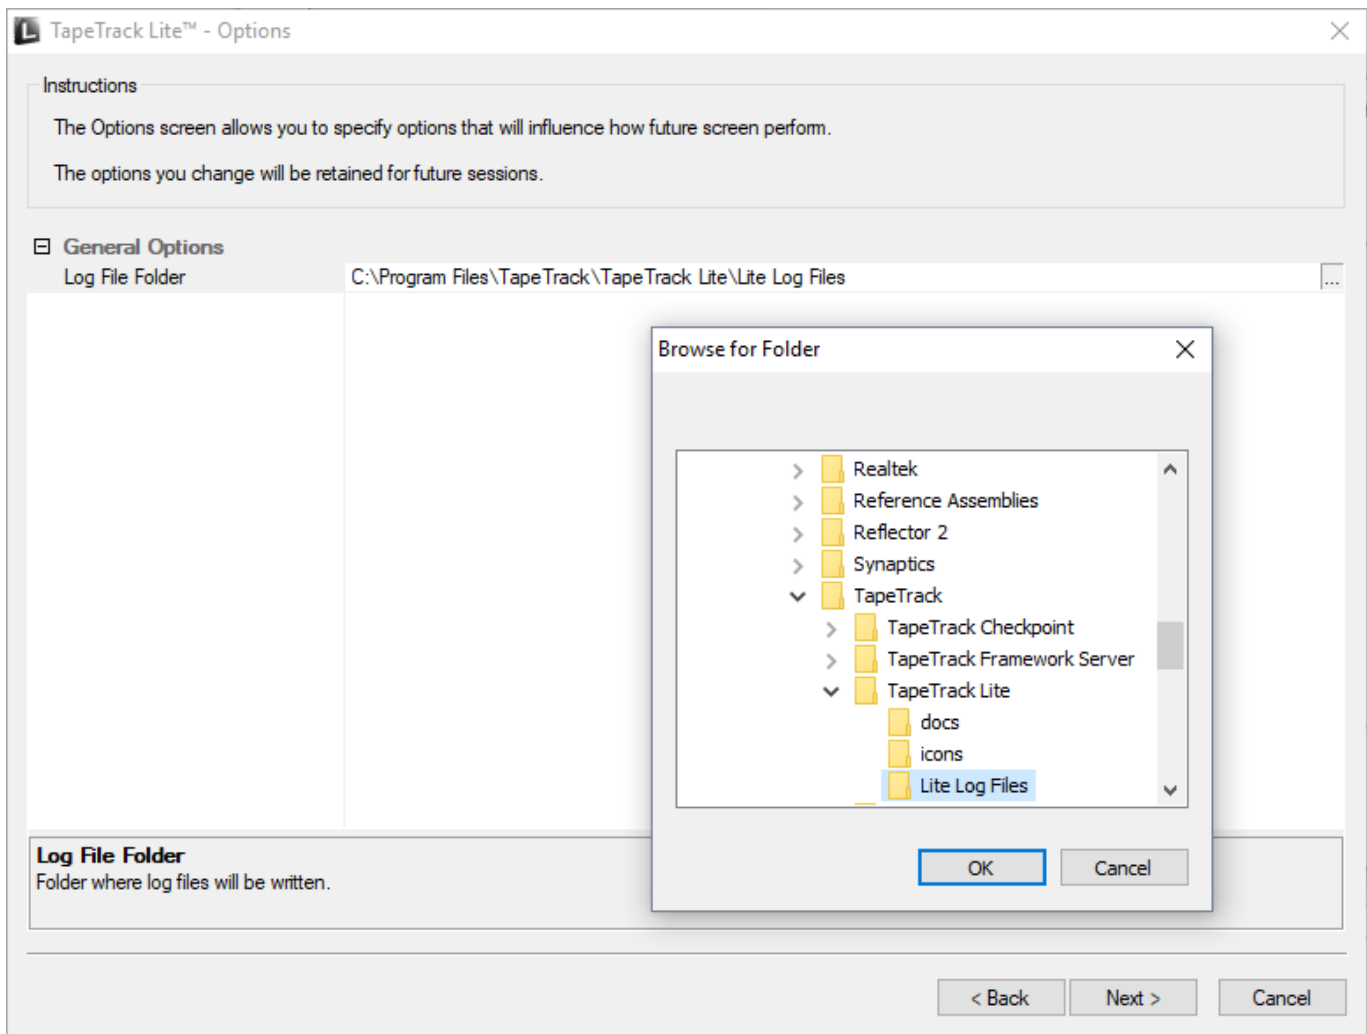 TapeTrack Lite™ - Options
Instructions
The Options screen allows you to specify options that will influence how future screen perform.
The options you change will be retained for future sessions.
General Options
Log File Folder C:\Program Files\TapeTrack\TapeTrack Lite\Lite Log Files ...
Browse for Folder
Realtek
Reference Assemblies
Reflector 2
Synaptics
TapeTrack
TapeTrack Checkpoint
TapeTrack Framework Server
TapeTrack Lite
docs
icons
Lite Log Files
OK Cancel
Log File Folder
Folder where log files will be written.
< Back Next > Cancel